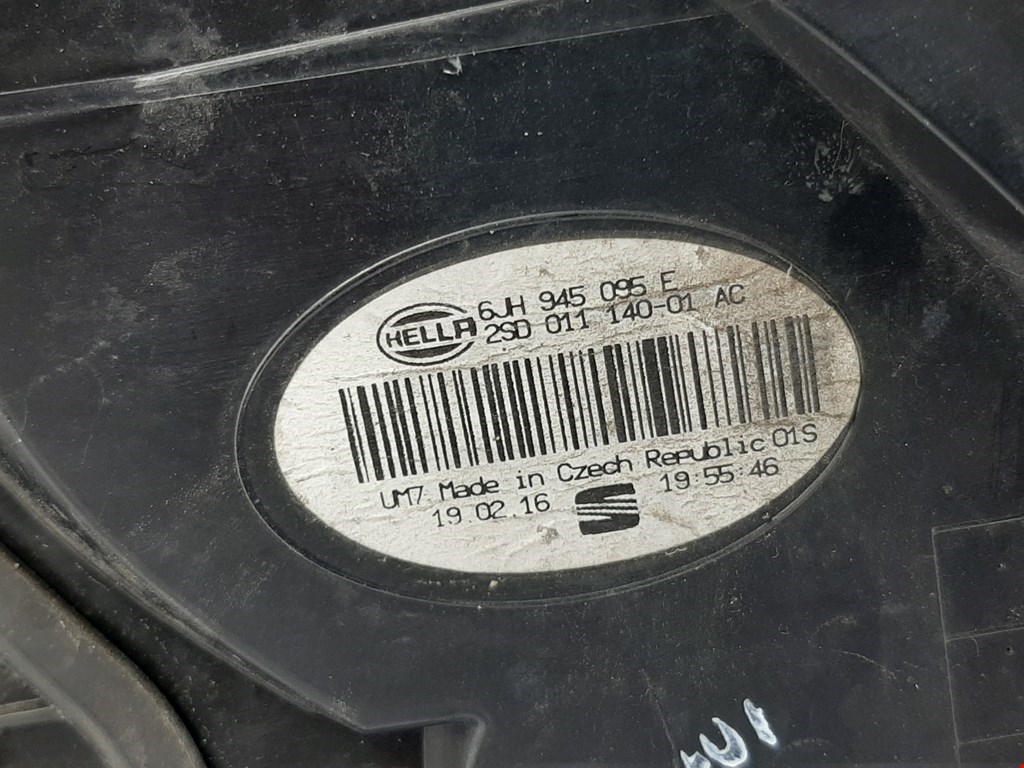 HELLA
6JH 945 095 E
2SD 011 140-01 AC
UM7 Made in Czech Republic 01S
19.02.16 19:55:46